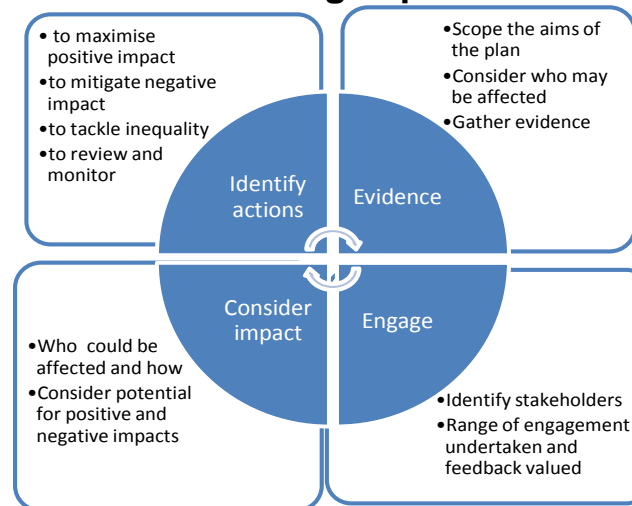 • to maximise
positive impact
•to mitigate negative
impact
•to tackle inequality
•to review and
monitor
•Scope the aims of
the plan
•Consider who may
be affected
•Gather evidence
Identify
actions
Evidence
Consider
impact
Engage
•Who could be
affected and how
•Consider potential
for positive and
negative impacts
•Identify stakeholders
•Range of engagement
undertaken and
feedback valued